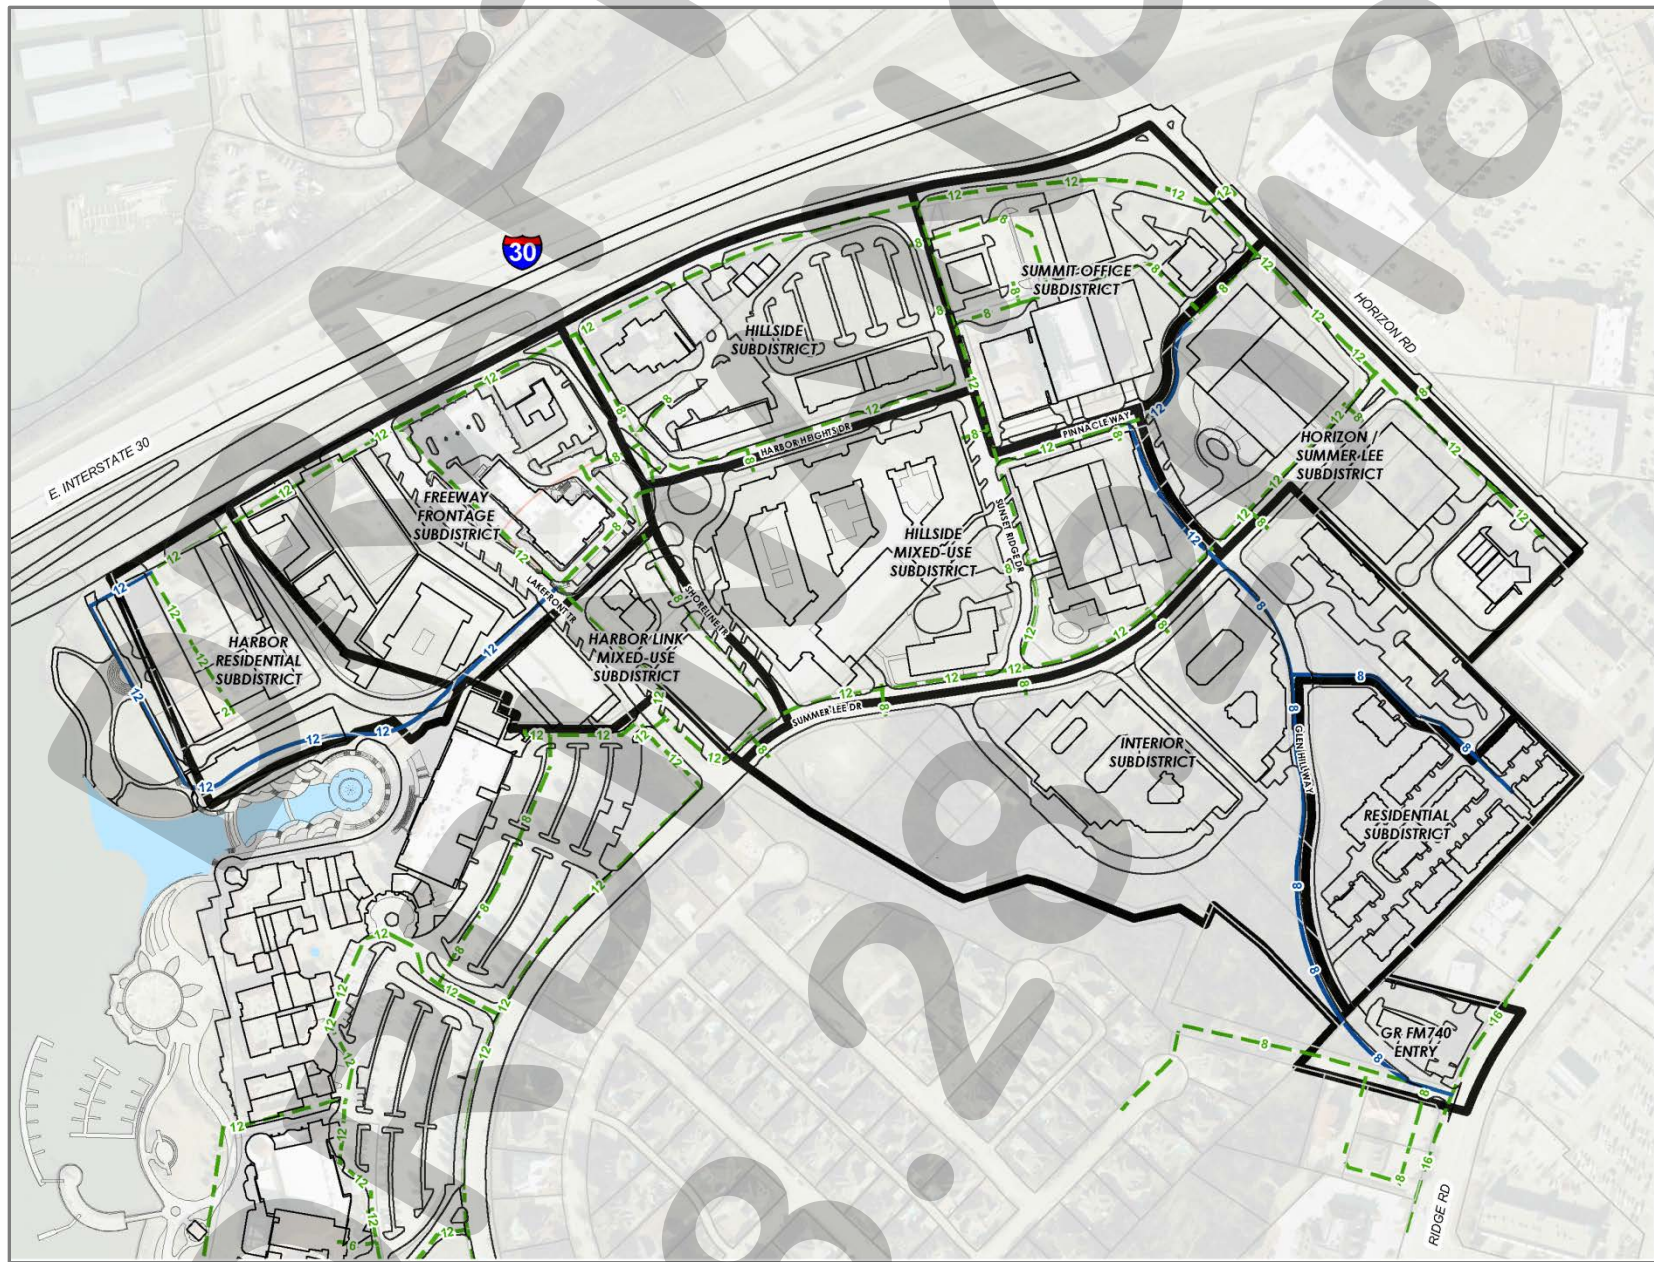 30
E. INTERSTATE 30
HORIZON RD
SUMMIT OFFICE
SUBDISTRICT
HILLSIDE
SUBDISTRICT
HORIZON /
SUMMER LEE
SUBDISTRICT
PINNACLE WAY
HARBOR HEIGHTS DR
FREEWAY
FRONTAGE
SUBDISTRICT
HILLSIDE
MIXED-USE
SUBDISTRICT
SUNSET RIDGE DR
LAKEFRONT TR
SHORELINE TR
HARBOR
RESIDENTIAL
SUBDISTRICT
HARBOR LINK
MIXED-USE
SUBDISTRICT
SUMMER LEE DR
INTERIOR
SUBDISTRICT
GLEN HILL WAY
RESIDENTIAL
SUBDISTRICT
GR FM740
ENTRY
RIDGE RD
12
8
16
6